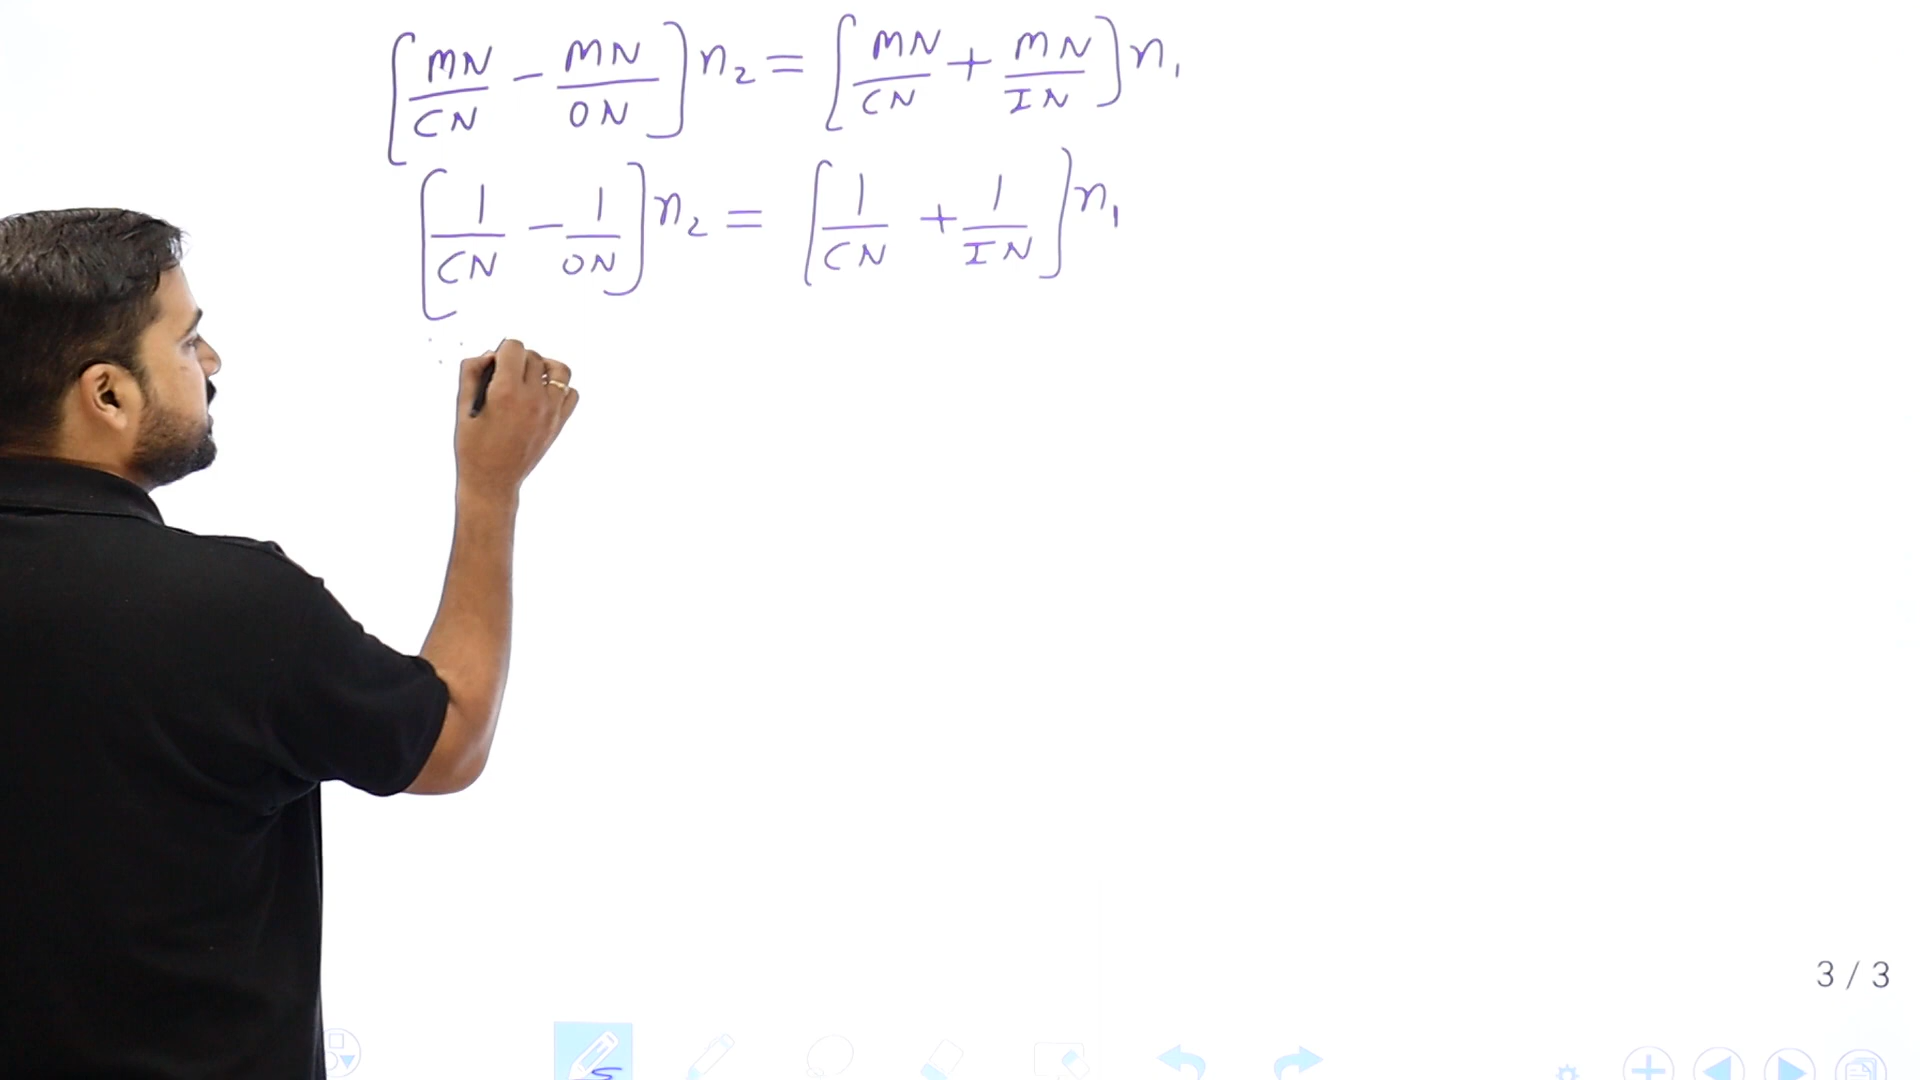 [MN/CN - MN/ON] n₂ = [MN/CN + MN/IN] n₁
[1/CN - 1/ON] n₂ = [1/CN + 1/IN] n₁
3 / 3